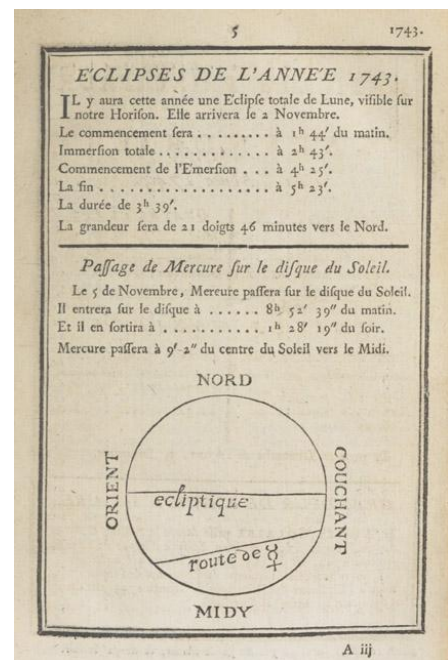 5 1743.
ÉCLIPSES DE L'ANNÉE 1743.
IL y aura cette année une Éclipse totale de Lune, visible sur
notre Horison. Elle arrivera le 2 Novembre.
Le commencement sera . . . . . . . . . à 1h 44′ du matin.
Immersion totale . . . . . . . . . . . . . à 2h 43′.
Commencement de l'Emersion . . . à 4h 25′.
La fin . . . . . . . . . . . . . . . . . . . à 5h 23′.
La durée de 3h 39′.
La grandeur sera de 21 doigts 46 minutes vers le Nord.
Passage de Mercure sur le disque du Soleil.
Le 5 de Novembre, Mercure passera sur le disque du Soleil.
Il entrera sur le disque à . . . . . . 8h 52′ 39″ du matin.
Et il en sortira à . . . . . . . . . . . 1h 28′ 19″ du soir.
Mercure passera à 9′ 2″ du centre du Soleil vers le Midi.
NORD
ORIENT
COUCHANT
ecliptique
route de ☿
MIDY
A iij